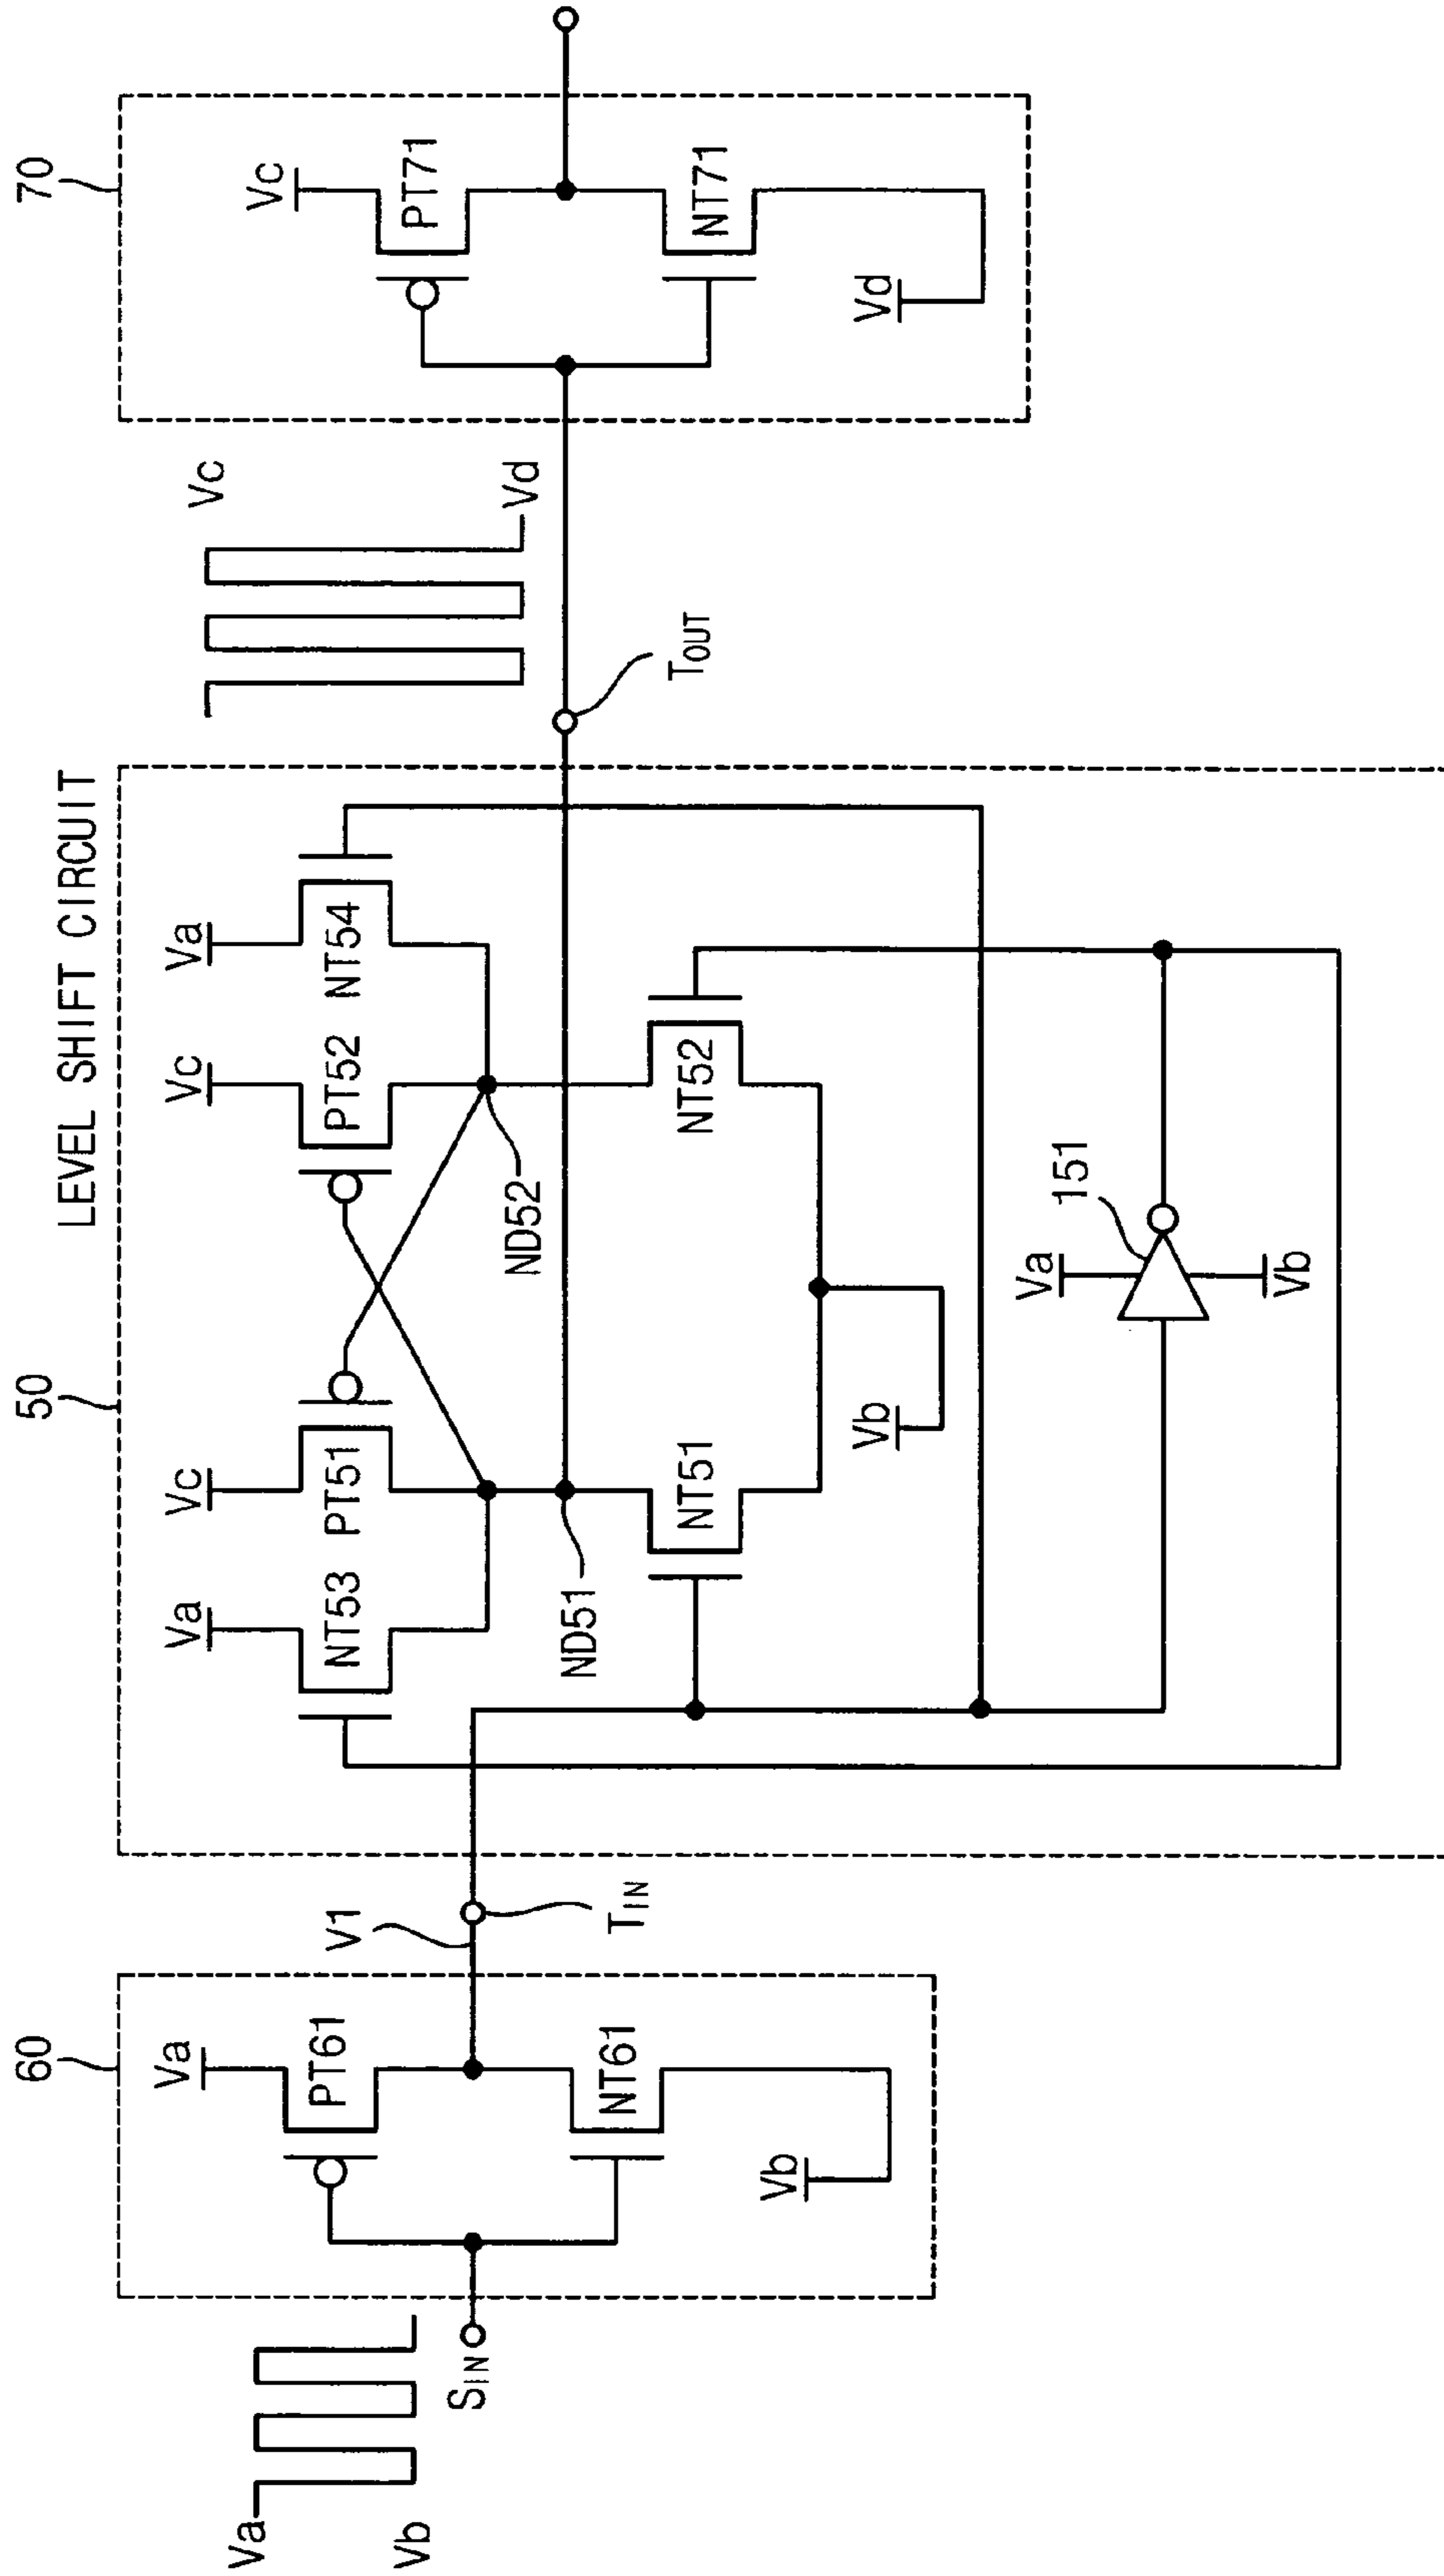 LEVEL SHIFT CIRCUIT
60
50
70
Va
Vb
SIN
Va
PT61
NT61
Vb
V1
TIN
Va
Vc
Vc
Va
NT53
PT51
PT52
NT54
ND51
ND52
NT51
NT52
Vb
Va
151
Vb
TOUT
Vc
Vd
Vc
PT71
NT71
Vd